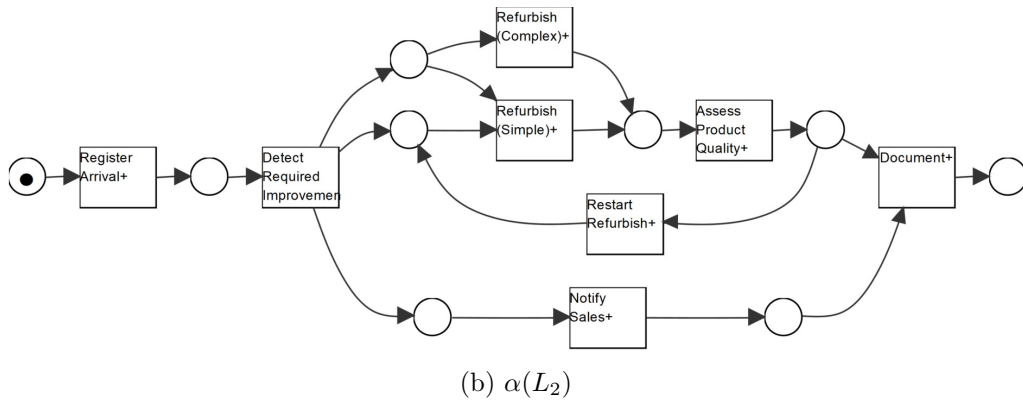 Refurbish
(Complex)+
Refurbish
(Simple)+
Assess
Product
Quality+
Register
Arrival+
Detect
Required
Improvemen
Document+
Restart
Refurbish+
Notify
Sales+
(b) α(L₂)